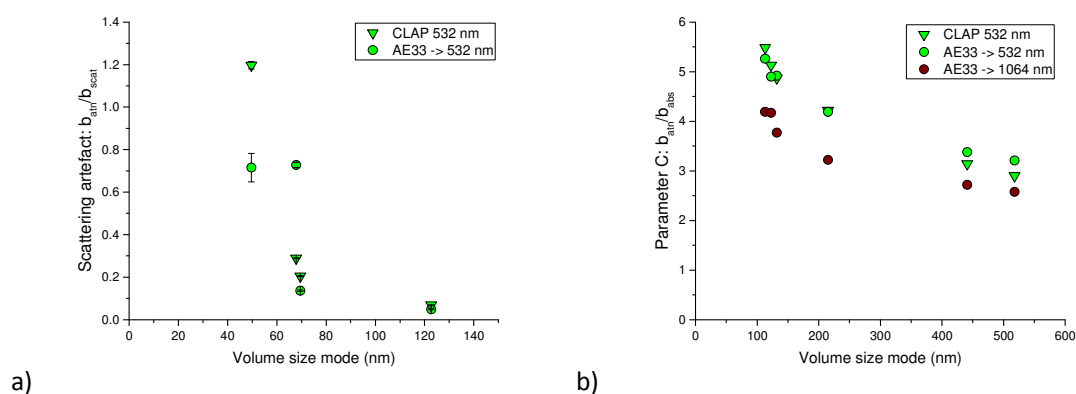 1.4
1.2
1.0
0.8
0.6
0.4
0.2
0.0
Scattering artefact: b_atn/b_scat
CLAP 532 nm
AE33 -> 532 nm
0 20 40 60 80 100 120 140
Volume size mode (nm)
a)
6
5
4
3
2
1
0
Parameter C: b_atn/b_abs
CLAP 532 nm
AE33 -> 532 nm
AE33 -> 1064 nm
0 100 200 300 400 500 600
Volume size mode (nm)
b)